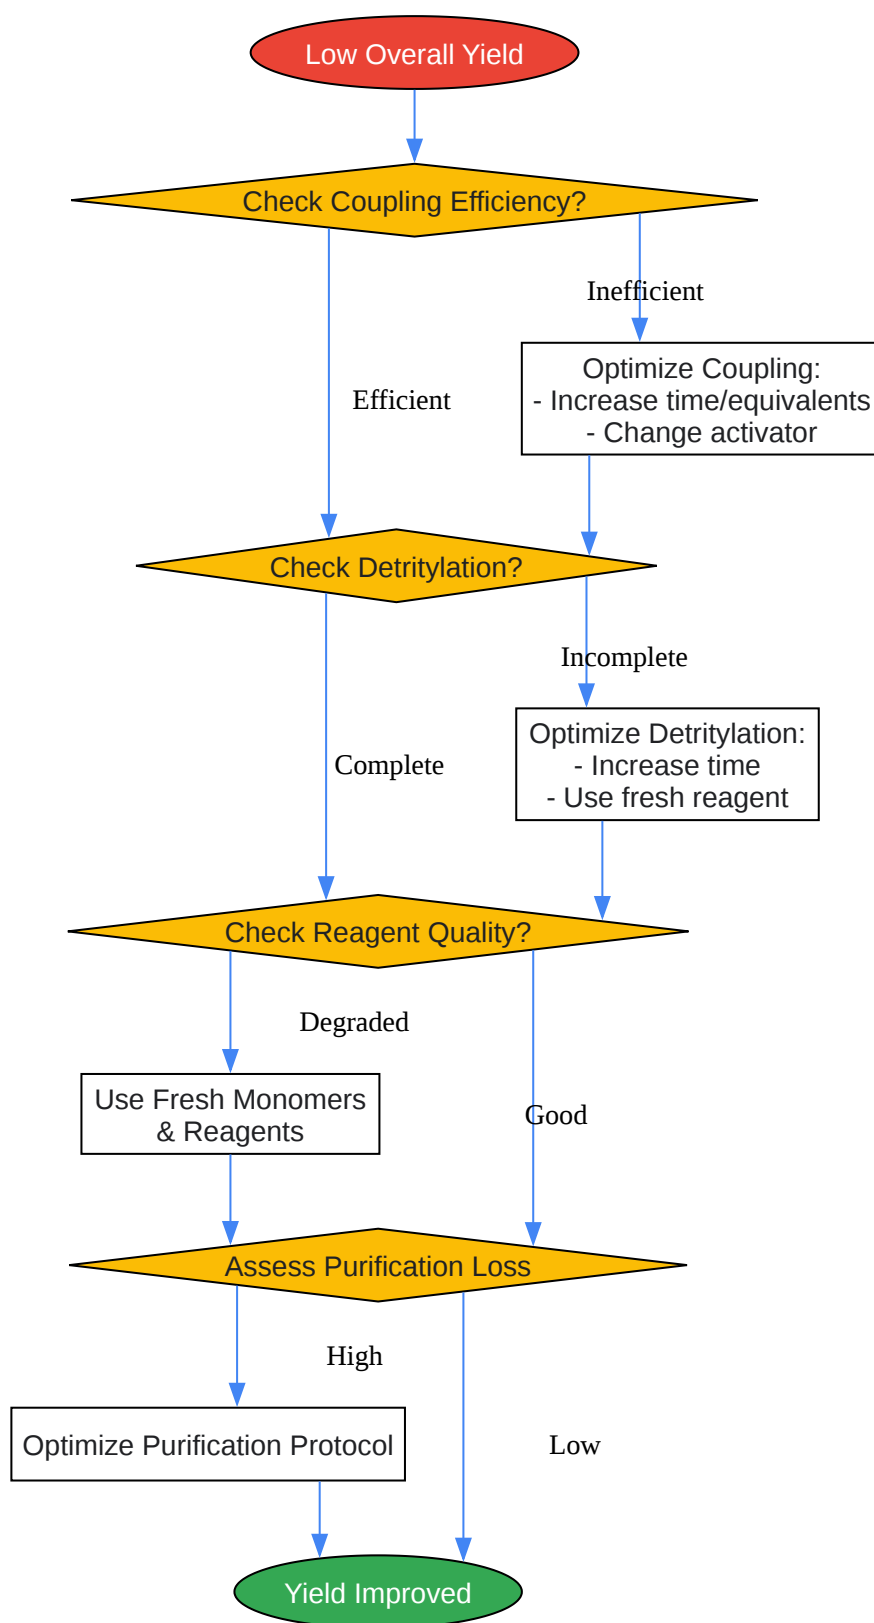 Low Overall Yield
Check Coupling Efficiency?
Inefficient
Optimize Coupling:
- Increase time/equivalents
- Change activator
Efficient
Check Detritylation?
Incomplete
Optimize Detritylation:
- Increase time
- Use fresh reagent
Complete
Check Reagent Quality?
Degraded
Use Fresh Monomers
& Reagents
Good
Assess Purification Loss
High
Optimize Purification Protocol
Low
Yield Improved